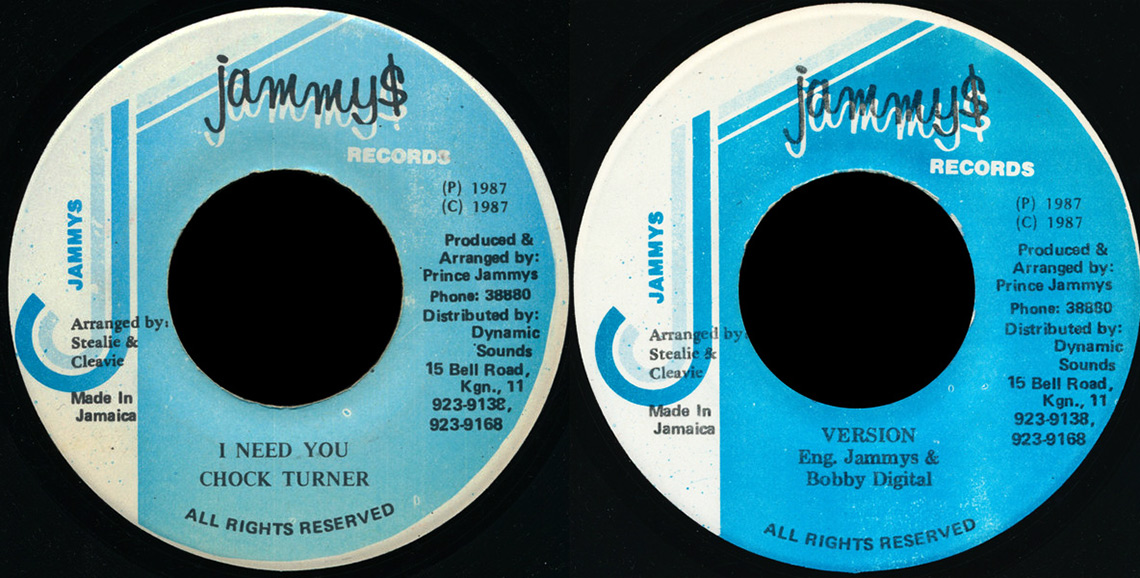 jammy$
RECORDS
(P) 1987
(C) 1987
Produced &
Arranged by:
Prince Jammys
Phone: 38880
Distributed by:
Dynamic
Sounds
15 Bell Road,
Kgn., 11
923-9138,
923-9168
JAMMYS
Arranged by:
Stealie &
Cleavie
Made In
Jamaica
I NEED YOU
CHOCK TURNER
ALL RIGHTS RESERVED
jammy$
RECORDS
(P) 1987
(C) 1987
Produced &
Arranged by:
Prince Jammys
Phone: 38880
Distributed by:
Dynamic
Sounds
15 Bell Road,
Kgn., 11
923-9138,
923-9168
JAMMYS
Arranged by:
Stealie &
Cleavie
Made In
Jamaica
VERSION
Eng. Jammys &
Bobby Digital
ALL RIGHTS RESERVED